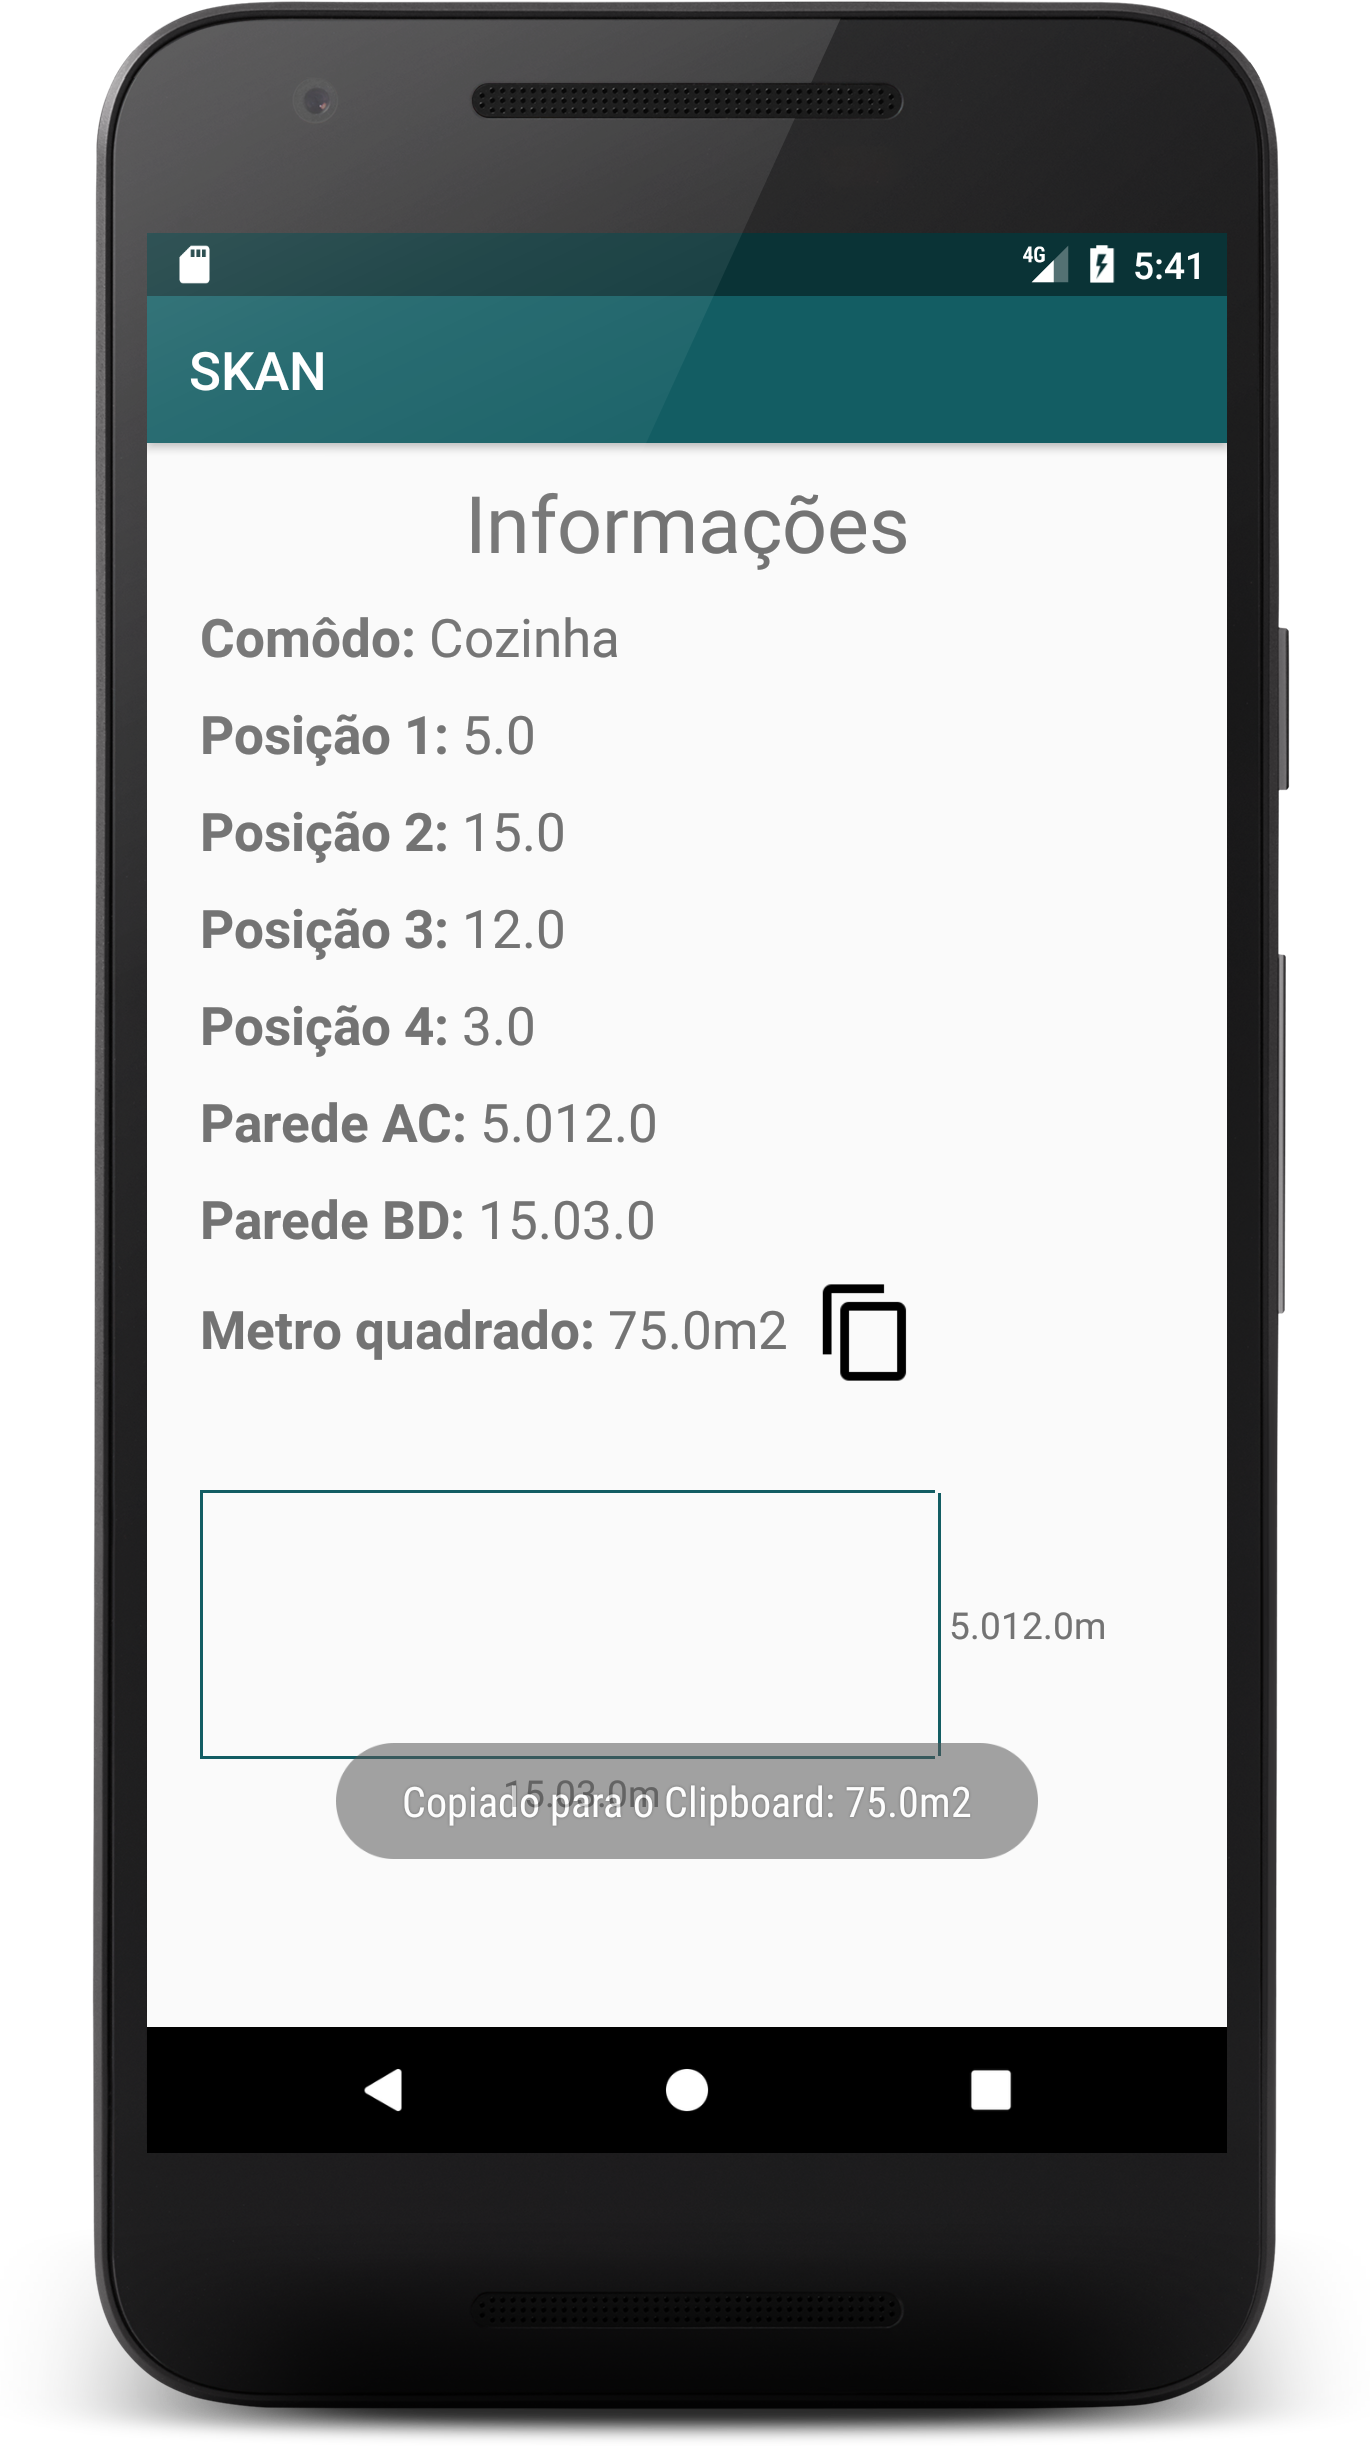 4G 5:41
SKAN
Informações
Comôdo: Cozinha
Posição 1: 5.0
Posição 2: 15.0
Posição 3: 12.0
Posição 4: 3.0
Parede AC: 5.012.0
Parede BD: 15.03.0
Metro quadrado: 75.0m2
5.012.0m
15.03.0m
Copiado para o Clipboard: 75.0m2